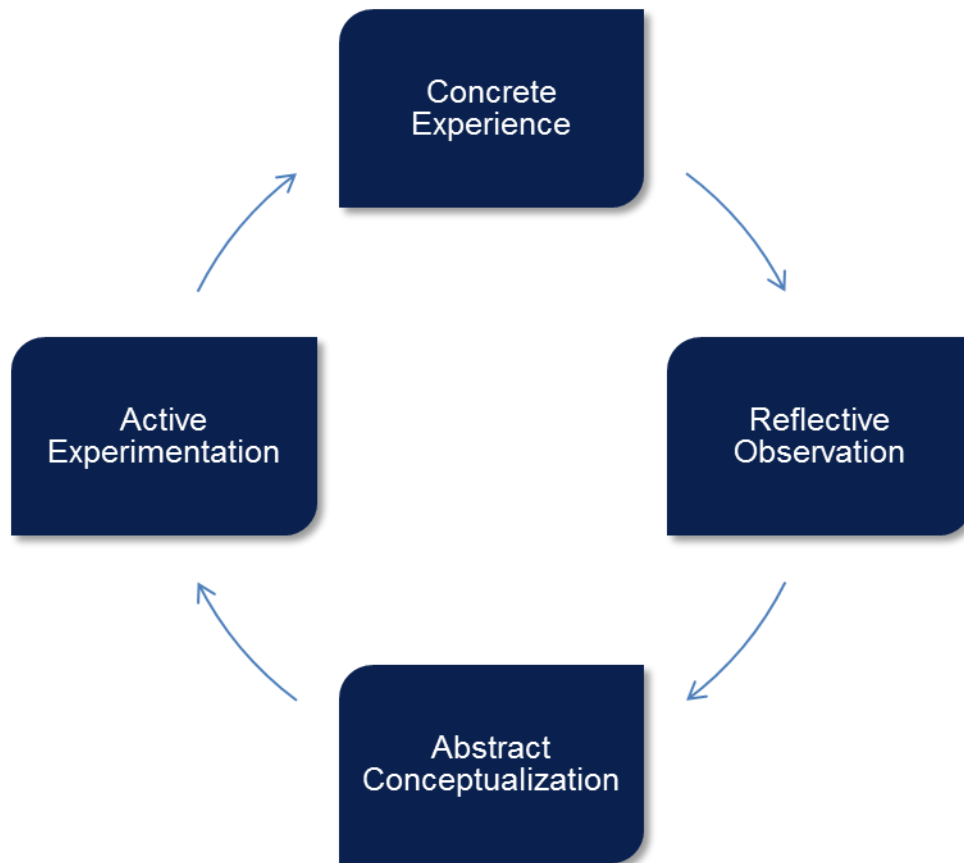 Concrete
Experience
Reflective
Observation
Abstract
Conceptualization
Active
Experimentation